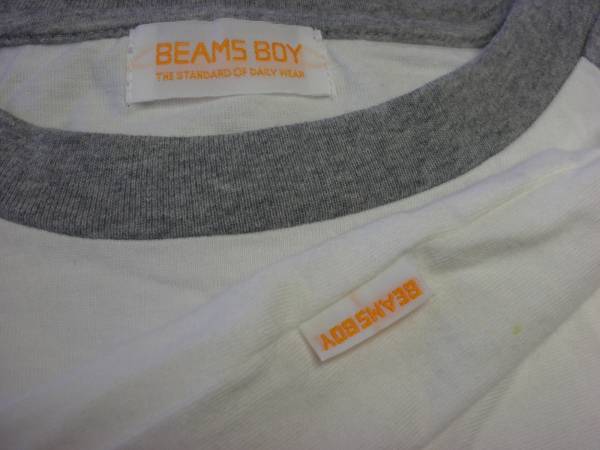 BEAMS BOY
THE STANDARD OF DAILY WEAR
BEAMS BOY